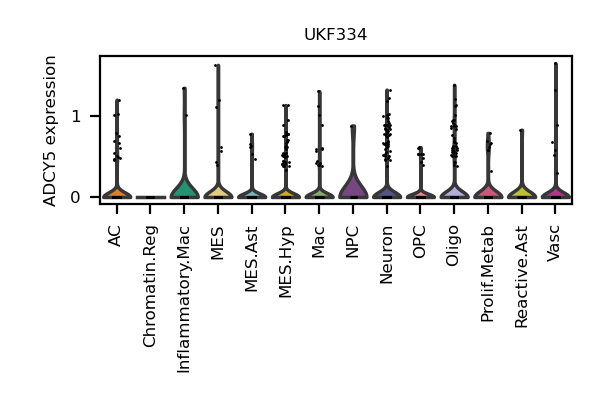 UKF334
ADCY5 expression
1
0
AC
Chromatin.Reg
Inflammatory.Mac
MES
MES.Ast
MES.Hyp
Mac
NPC
Neuron
OPC
Oligo
Prolif.Metab
Reactive.Ast
Vasc